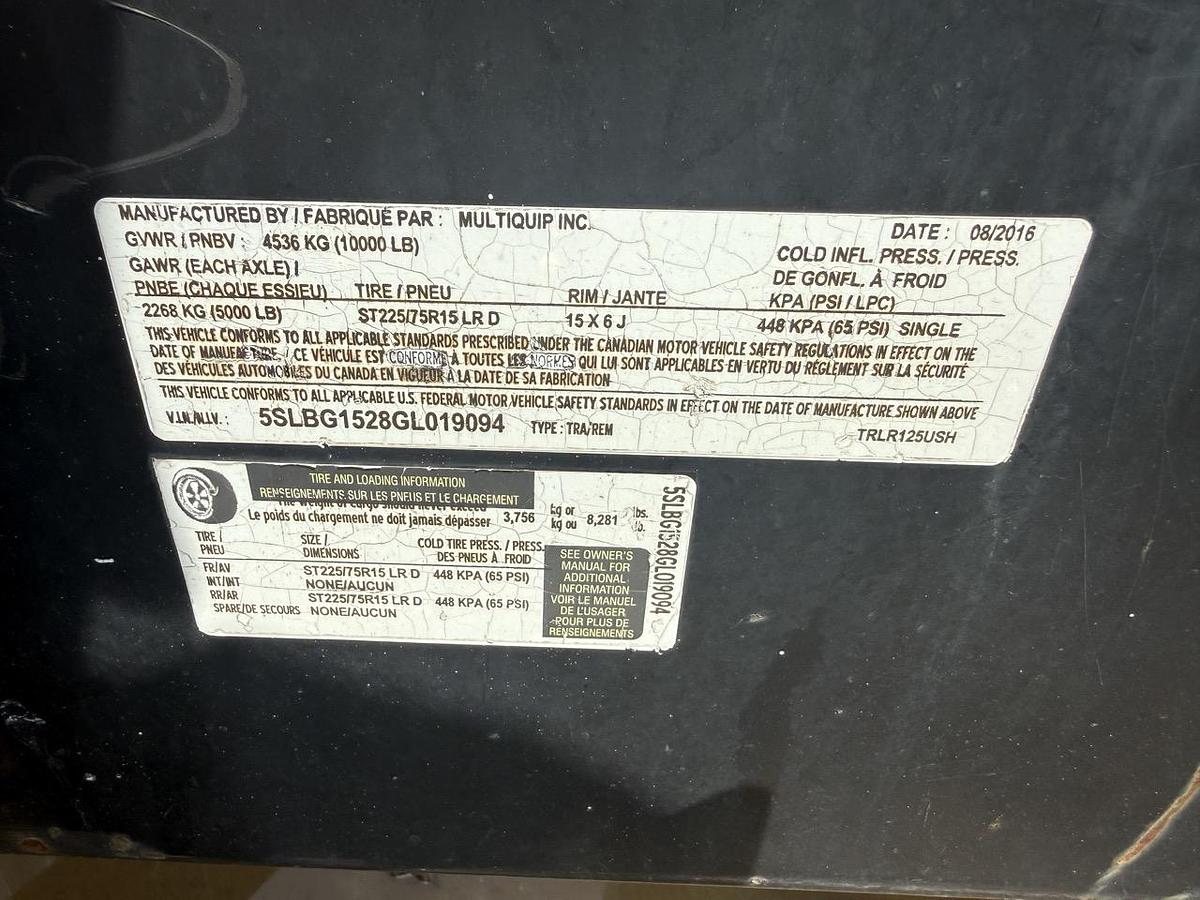 MANUFACTURED BY / FABRIQUÉ PAR : MULTIQUIP INC.
DATE : 08/2016
GVWR / PNBV : 4536 KG (10000 LB)
COLD INFL. PRESS. / PRESS.
GAWR (EACH AXLE) /
DE GONFL. À FROID
PNBE (CHAQUE ESSIEU) TIRE / PNEU RIM / JANTE KPA (PSI / LPC)
2268 KG (5000 LB) ST225/75R15 LR D 15 X 6 J 448 KPA (65 PSI) SINGLE
THIS VEHICLE CONFORMS TO ALL APPLICABLE STANDARDS PRESCRIBED UNDER THE CANADIAN MOTOR VEHICLE SAFETY REGULATIONS IN EFFECT ON THE
DATE OF MANUFACTURE. / CE VÉHICULE EST CONFORME À TOUTES LES NORMES QUI LUI SONT APPLICABLES EN VERTU DU RÉGLEMENT SUR LA SÉCURITÉ
DES VÉHICULES AUTOMOBILES DU CANADA EN VIGUEUR À LA DATE DE SA FABRICATION
THIS VEHICLE CONFORMS TO ALL APPLICABLE U.S. FEDERAL MOTOR VEHICLE SAFETY STANDARDS IN EFFECT ON THE DATE OF MANUFACTURE SHOWN ABOVE
V.I.N./N.I.V. : 5SLBG1528GL019094 TYPE : TRA/REM TRLR125USH
TIRE AND LOADING INFORMATION
RENSEIGNEMENTS SUR LES PNEUS ET LE CHARGEMENT
The weight of cargo should never exceed
Le poids du chargement ne doit jamais dépasser 3,756 kg or kg ou 8,281 lbs. lb.
TIRE / PNEU SIZE / DIMENSIONS COLD TIRE PRESS. / PRESS. DES PNEUS À FROID
FR/AV ST225/75R15 LR D 448 KPA (65 PSI)
INT/INT NONE/AUCUN
RR/AR ST225/75R15 LR D 448 KPA (65 PSI)
SPARE/DE SECOURS NONE/AUCUN
SEE OWNER'S
MANUAL FOR
ADDITIONAL
INFORMATION
VOIR LE MANUEL
DE L'USAGER
POUR PLUS DE
RENSEIGNEMENTS
5SLBG1528GL019094